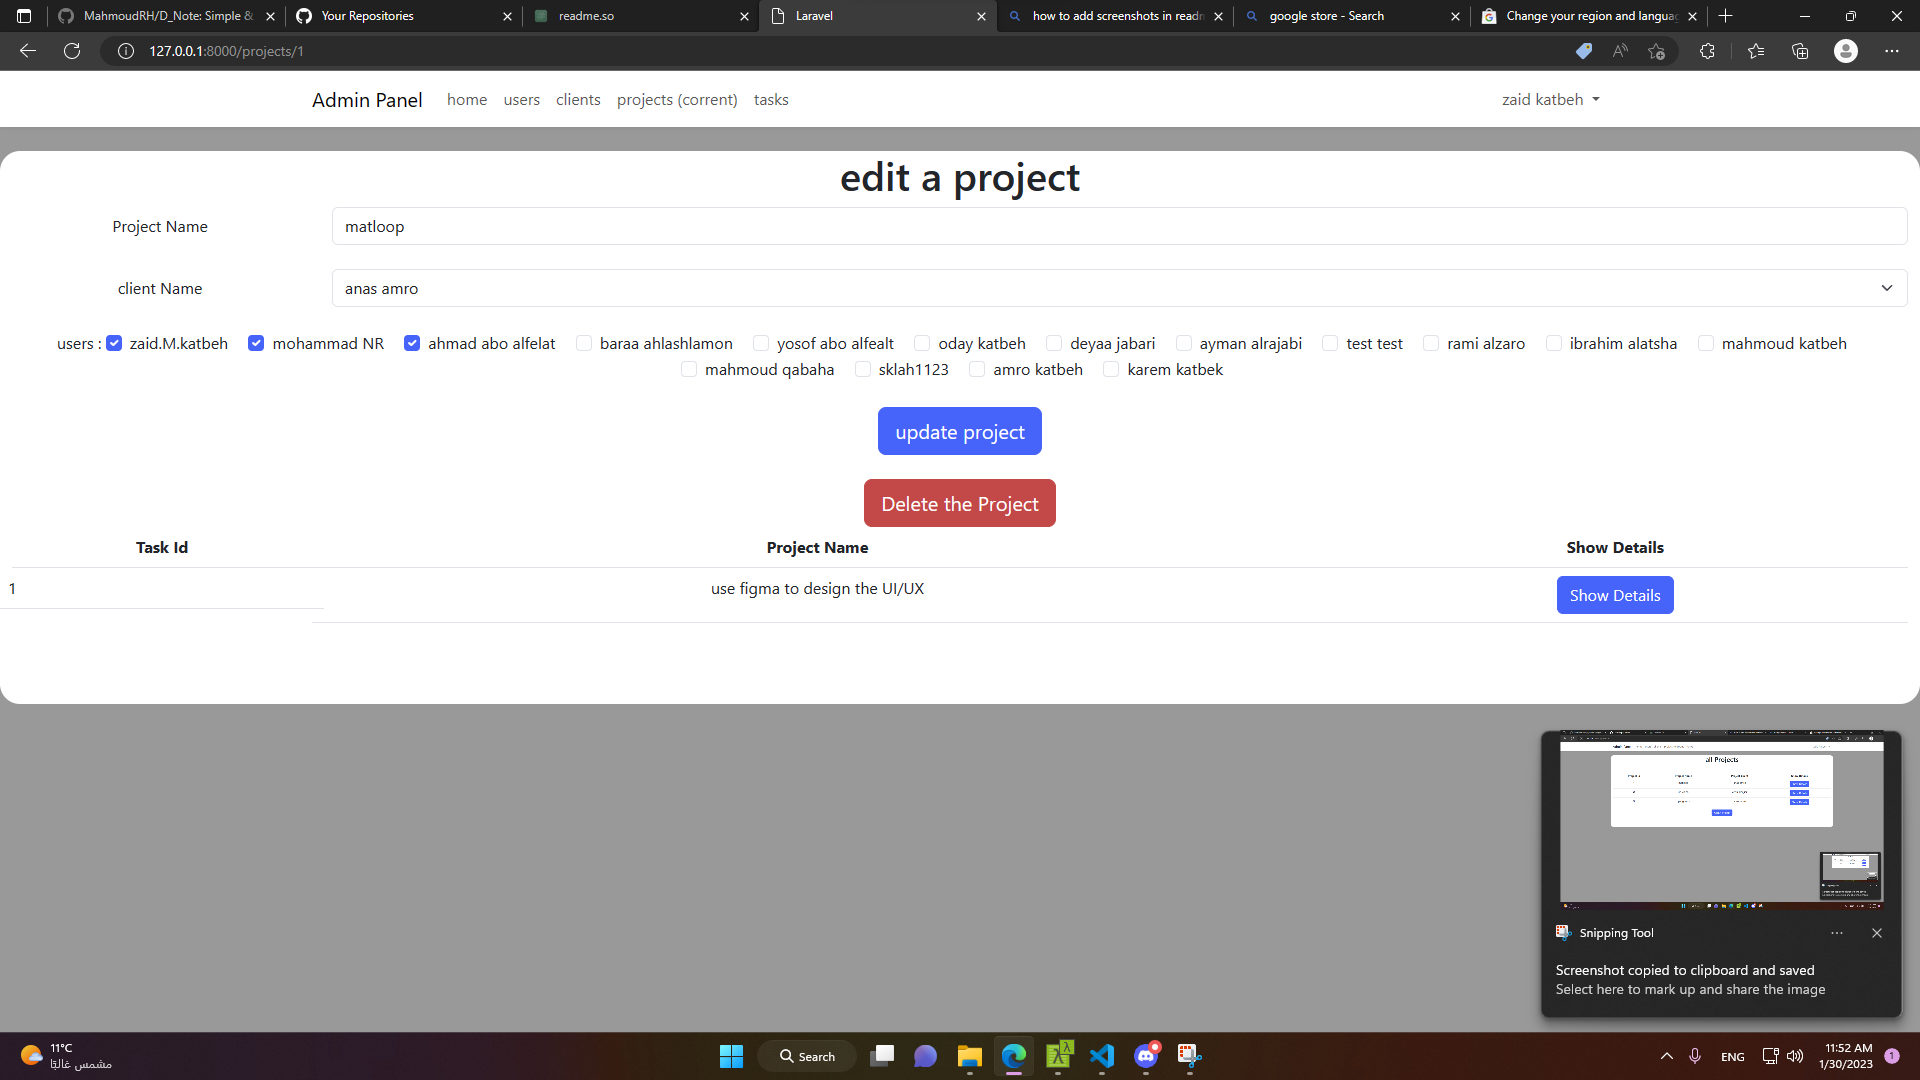 MahmoudRH/D_Note: Simple &
Your Repositories
readme.so
Laravel
how to add screenshots in readm
google store - Search
Change your region and languag
127.0.0.1:8000/projects/1
Admin Panel home users clients projects (corrent) tasks zaid katbeh
edit a project
Project Name matloop
client Name anas amro
users : zaid.M.katbeh mohammad NR ahmad abo alfelat baraa ahlashlamon yosof abo alfealt oday katbeh deyaa jabari ayman alrajabi test test rami alzaro ibrahim alatsha mahmoud katbeh
mahmoud qabaha sklah1123 amro katbeh karem katbek
update project
Delete the Project
Task Id Project Name Show Details
1 use figma to design the UI/UX Show Details
all Projects
Snipping Tool
Screenshot copied to clipboard and saved
Select here to mark up and share the image
11°C
مشمس غالبًا
Search
ENG
11:52 AM
1/30/2023
1